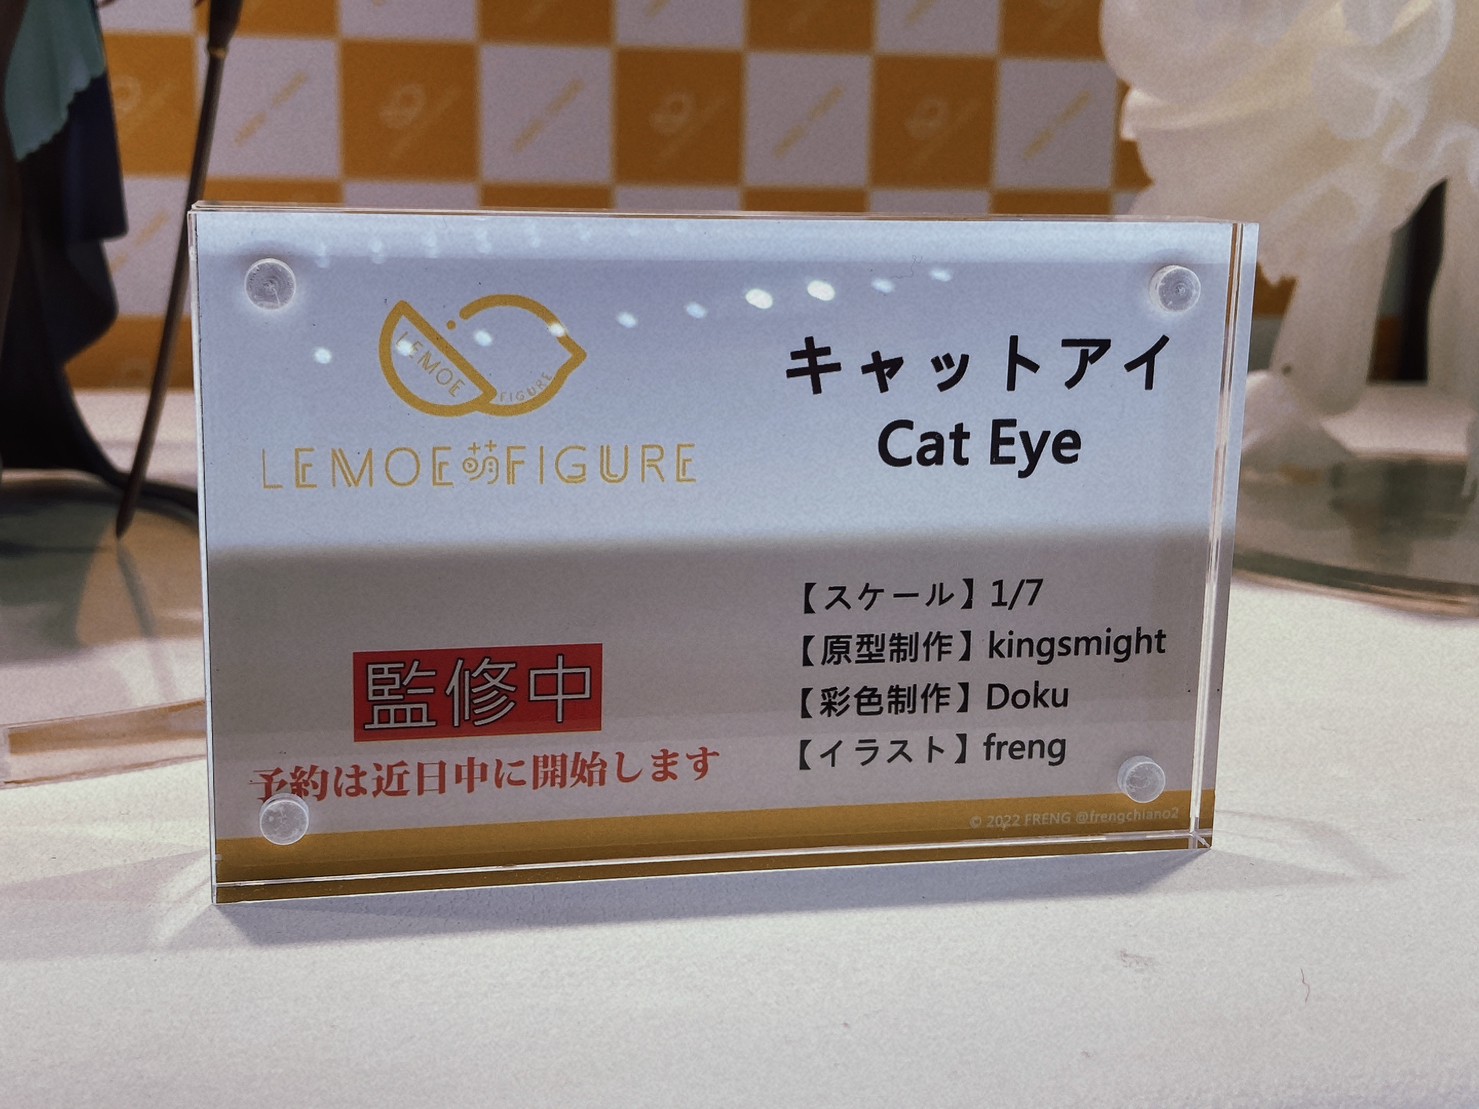 LEMOE
FIGURE
LEMOE萌FIGURE
キャットアイ
Cat Eye
【スケール】1/7
【原型制作】kingsmight
【彩色制作】Doku
【イラスト】freng
監修中
予約は近日中に開始します
© 2022 FRENG @frengchiano2